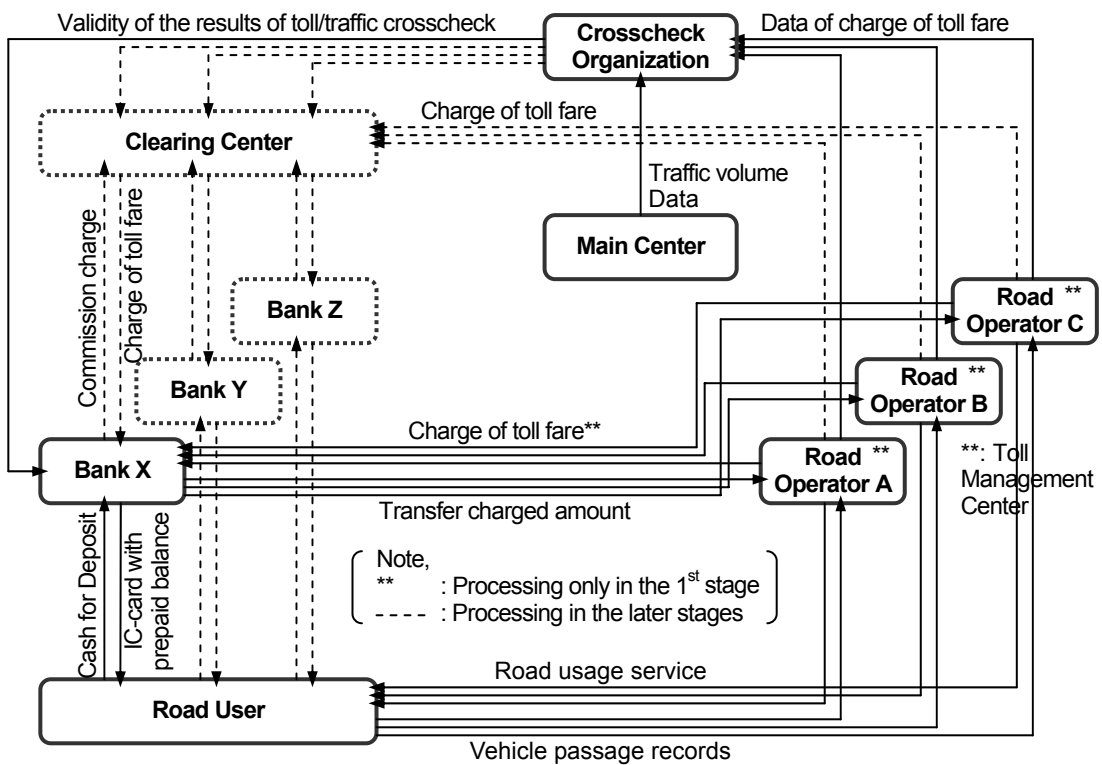 Validity of the results of toll/traffic crosscheck
Crosscheck
Organization
Data of charge of toll fare
Charge of toll fare
Clearing Center
Traffic volume
Data
Main Center
Commission charge
Charge of toll fare
Bank Z
Road **
Operator C
Bank Y
Road **
Operator B
Charge of toll fare**
Bank X
Road **
Operator A
**: Toll
Management
Center
Transfer charged amount
Cash for Deposit
IC-card with
prepaid balance
Note,
** : Processing only in the 1st stage
---- : Processing in the later stages
Road usage service
Road User
Vehicle passage records